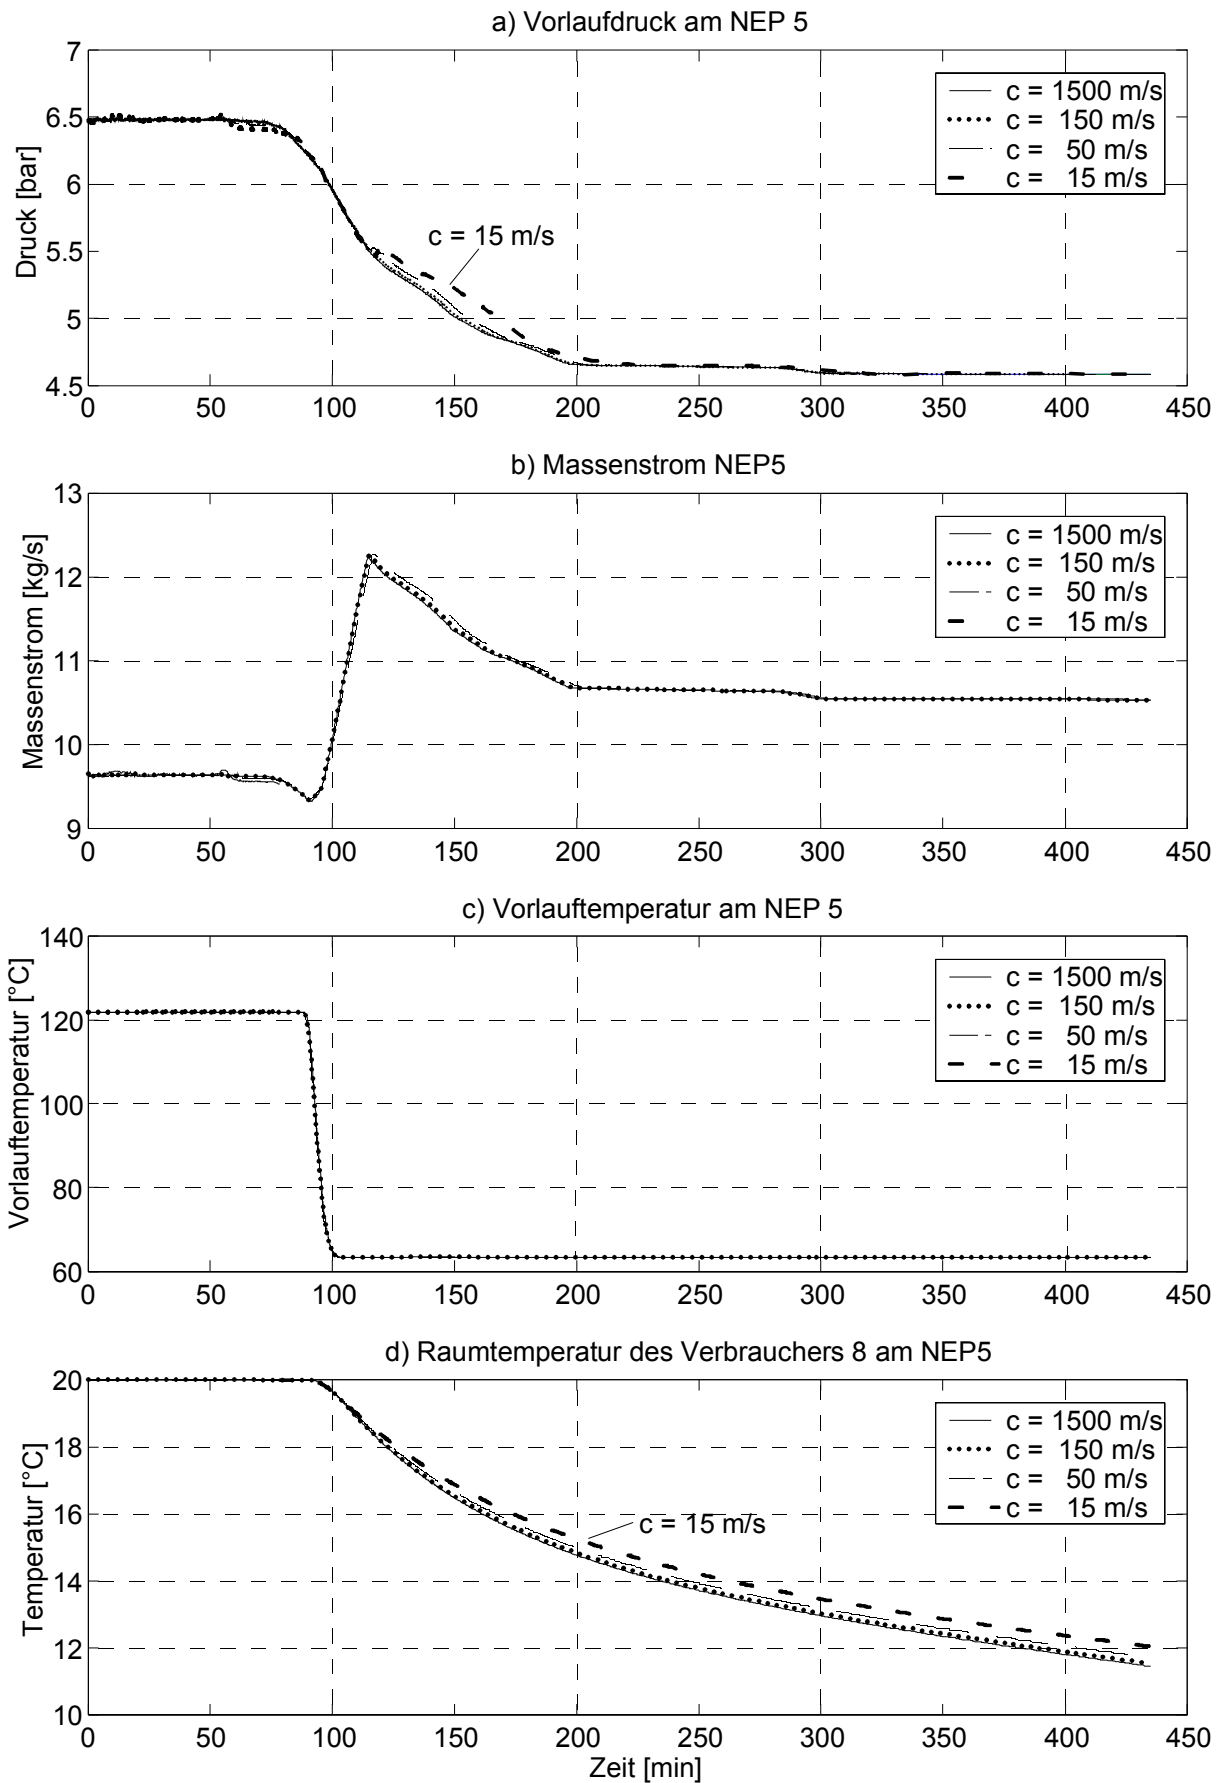 a) Vorlaufdruck am NEP 5
Druck [bar]
7
6.5
6
5.5
5
4.5
c = 1500 m/s
c = 150 m/s
c = 50 m/s
c = 15 m/s
c = 15 m/s
0 50 100 150 200 250 300 350 400 450
b) Massenstrom NEP5
Massenstrom [kg/s]
13
12
11
10
9
c = 1500 m/s
c = 150 m/s
c = 50 m/s
c = 15 m/s
0 50 100 150 200 250 300 350 400 450
c) Vorlauftemperatur am NEP 5
Vorlauftemperatur [°C]
140
120
100
80
60
c = 1500 m/s
c = 150 m/s
c = 50 m/s
c = 15 m/s
0 50 100 150 200 250 300 350 400 450
d) Raumtemperatur des Verbrauchers 8 am NEP5
Temperatur [°C]
20
18
16
14
12
10
c = 1500 m/s
c = 150 m/s
c = 50 m/s
c = 15 m/s
c = 15 m/s
0 50 100 150 200 250 300 350 400 450
Zeit [min]